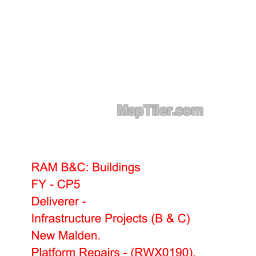 MapTiler.com
RAM B&C: Buildings
FY - CP5
Deliverer -
Infrastructure Projects (B & C)
New Malden.
Platform Repairs - (RWX0190).